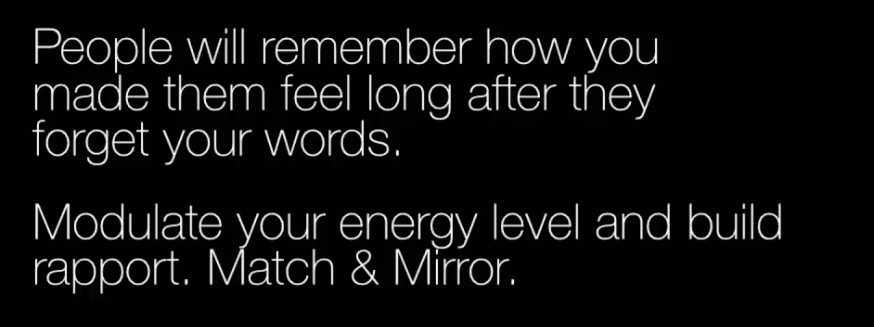 People will remember how you
made them feel long after they
forget your words.
Modulate your energy level and build
rapport. Match & Mirror.